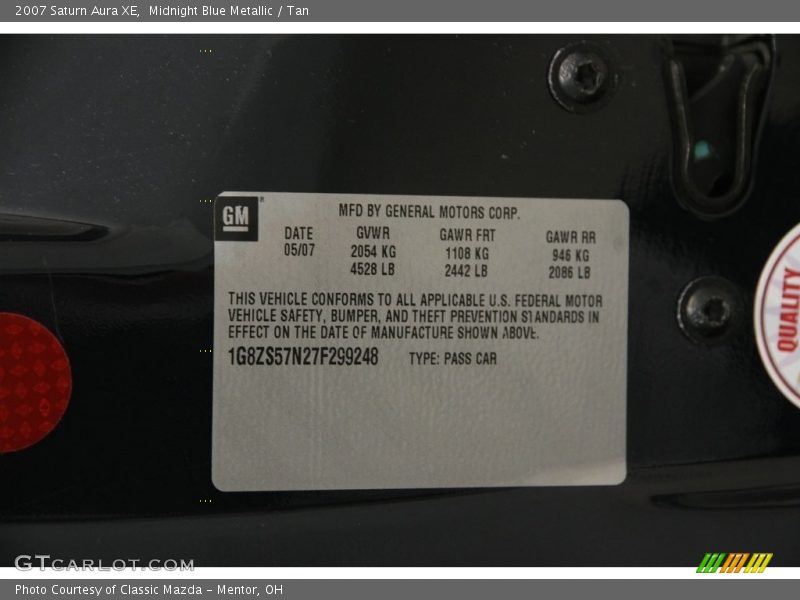 2007 Saturn Aura XE, Midnight Blue Metallic / Tan
GM
MFD BY GENERAL MOTORS CORP.
DATE GVWR GAWR FRT GAWR RR
05/07 2054 KG 1108 KG 946 KG
4528 LB 2442 LB 2086 LB
THIS VEHICLE CONFORMS TO ALL APPLICABLE U.S. FEDERAL MOTOR
VEHICLE SAFETY, BUMPER, AND THEFT PREVENTION STANDARDS IN
EFFECT ON THE DATE OF MANUFACTURE SHOWN ABOVE.
1G8ZS57N27F299248 TYPE: PASS CAR
QUALITY
GTCARLOT.COM
Photo Courtesy of Classic Mazda - Mentor, OH